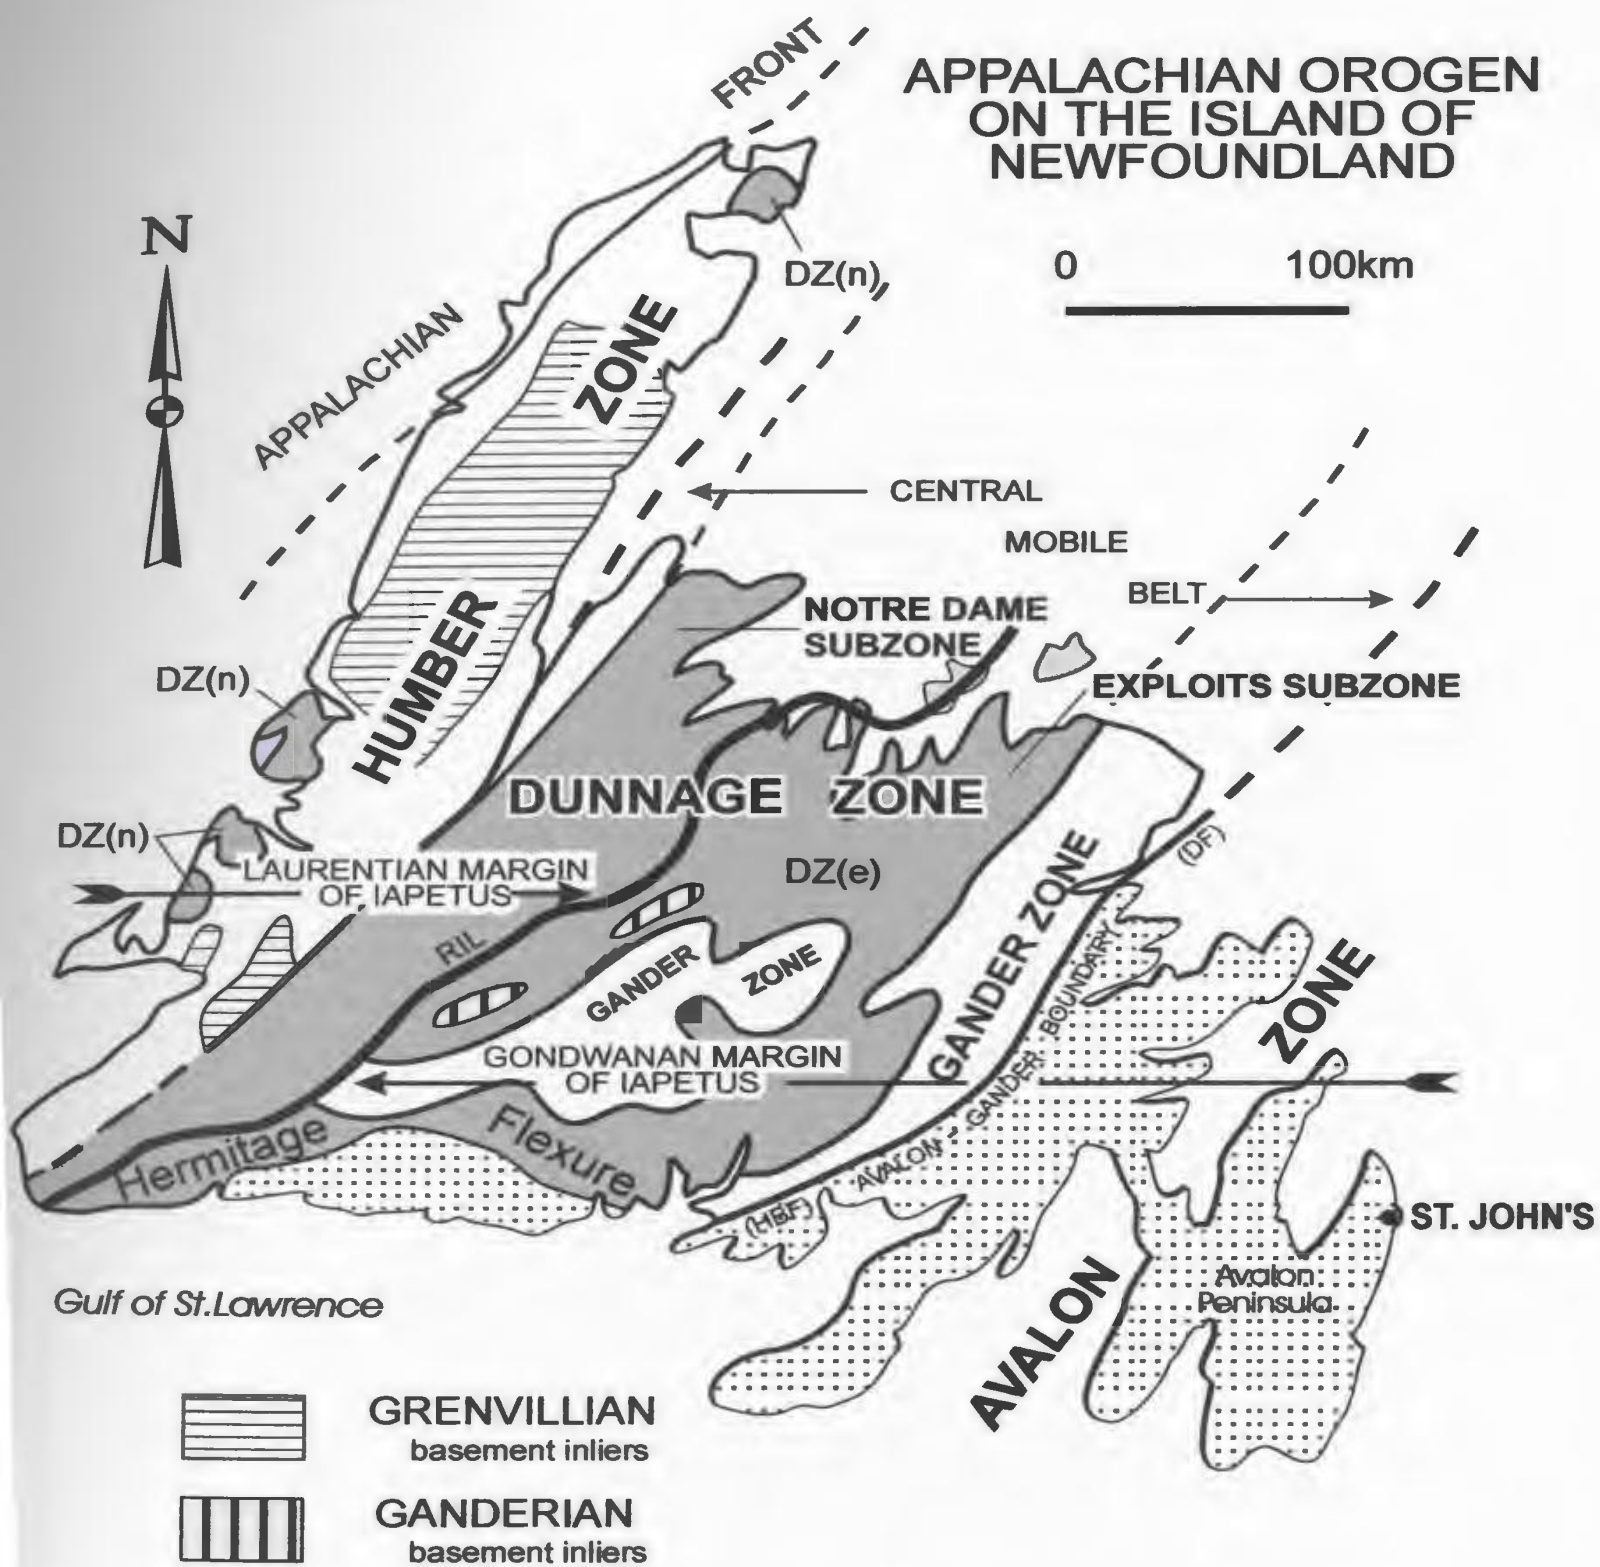 APPALACHIAN OROGEN
ON THE ISLAND OF
NEWFOUNDLAND
FRONT
N
0 100km
DZ(n)
APPALACHIAN
ZONE
CENTRAL
MOBILE
BELT
NOTRE DAME
SUBZONE
EXPLOITS SUBZONE
DZ(n)
HUMBER
DUNNAGE ZONE
DZ(n)
LAURENTIAN MARGIN
OF IAPETUS
DZ(e)
(DF)
RIL
GANDER ZONE
GANDER ZONE
ZONE
GONDWANAN MARGIN
OF IAPETUS
AVALON - GANDER BOUNDARY
Hermitage Flexure
(HBF)
ST. JOHN'S
AVALON
Avalon
Peninsula
Gulf of St.Lawrence
GRENVILLIAN
basement inliers
GANDERIAN
basement inliers